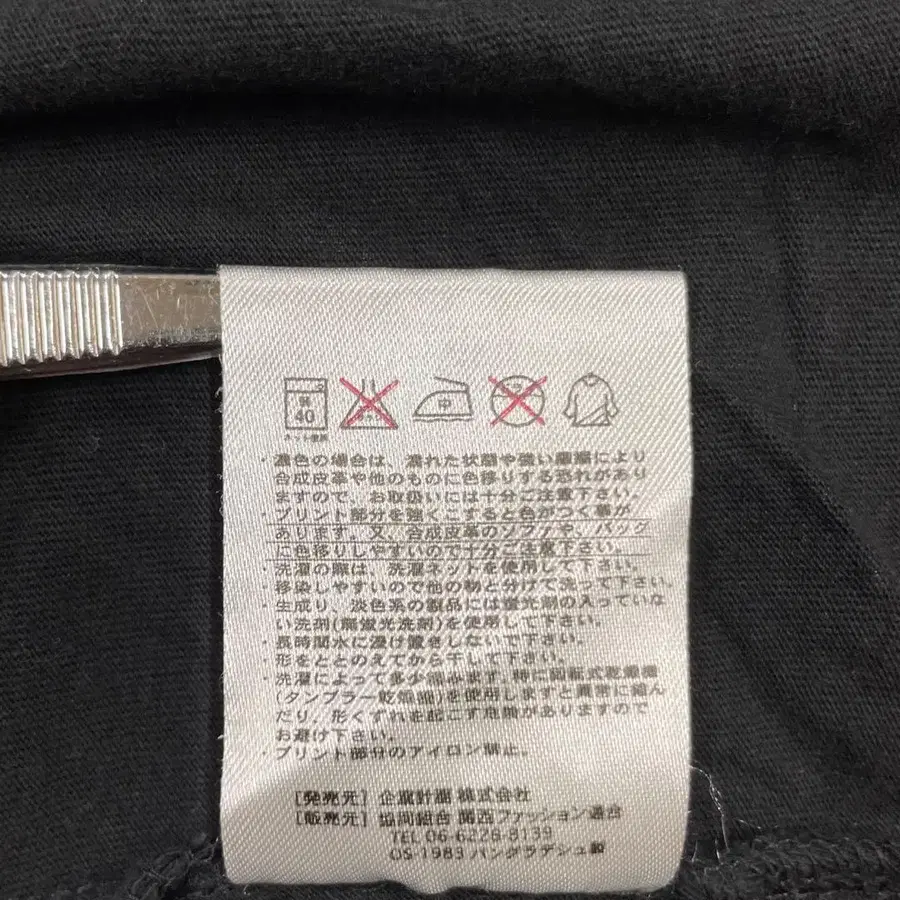 弱
40
ネット使用
中
・濃色の場合は、濡れた状態や強い摩擦により
合成皮革や他のものに色移りする恐れがあり
ますので、お取扱いには十分ご注意下さい。
・プリント部分を強くこすると色がつく事が
あります。又、合成皮革のソファや、バッグ
に色移りしやすいので十分ご注意下さい。
・洗濯の際は、洗濯ネットを使用して下さい。
・移染しやすいので他の物と分けて洗って下さい。
・生成り、淡色系の製品には蛍光剤の入っていな
い洗剤(無蛍光洗剤)を使用して下さい。
・長時間水に浸け置きしないで下さい。
・形をととのえてから干して下さい。
・洗濯によって多少縮みます。特に回転式乾燥機
(タンブラー乾燥機)を使用しますと異常に縮ん
だり、形くずれを起こす危険がありますので
お避け下さい。
・プリント部分のアイロン禁止。
[発売元] 企画計画 株式会社
[販売元] 協同組合 関西ファッション連合
TEL 06-6228-8139
OS-1983 バングラデシュ製